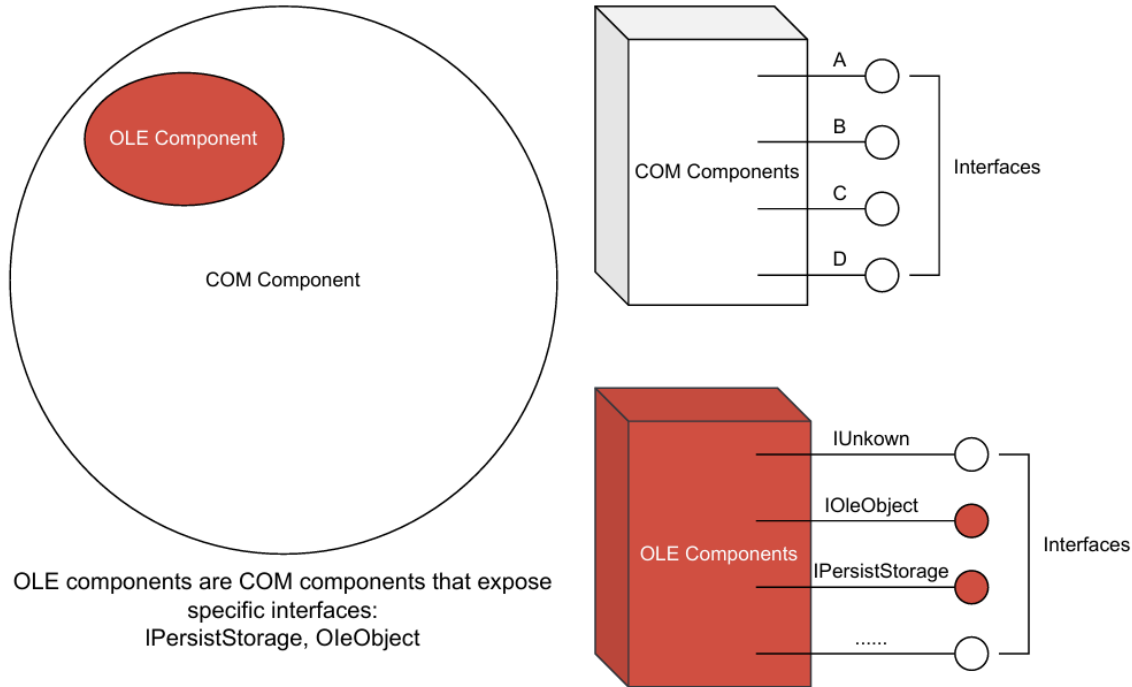 OLE Component
COM Component
OLE components are COM components that expose
specific interfaces:
IPersistStorage, OleObject
COM Components
A
B
C
D
Interfaces
OLE Components
IUnkown
IOleObject
IPersistStorage
......
Interfaces